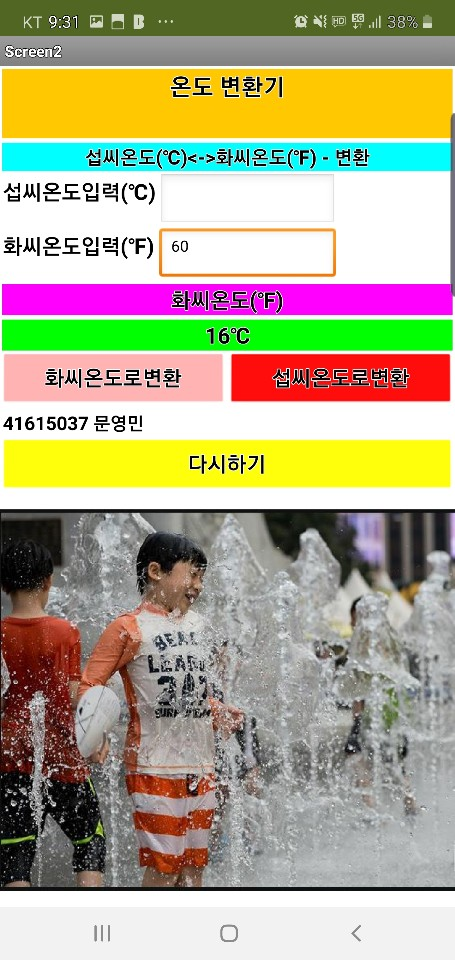 KT 9:31 38%
Screen2
온도 변환기
섭씨온도(℃)<->화씨온도(℉) - 변환
섭씨온도입력(℃)
화씨온도입력(℉) 60
화씨온도(℉)
16℃
화씨온도로변환 섭씨온도로변환
41615037 문영민
다시하기
BEAC
LEAGU